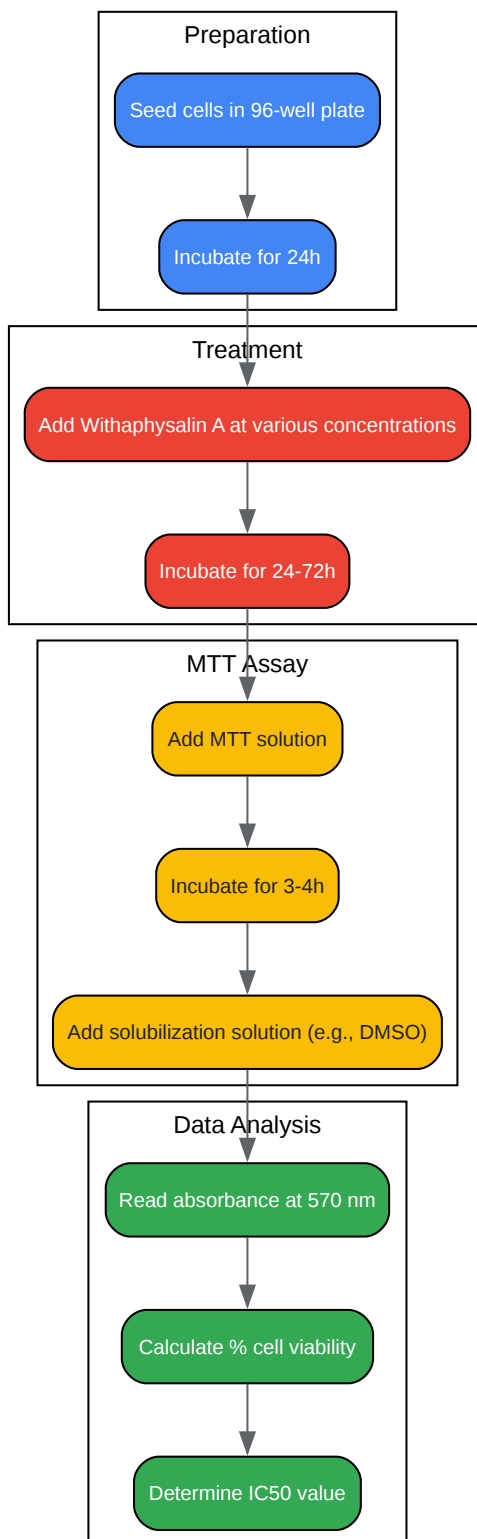 Preparation
Seed cells in 96-well plate
Incubate for 24h
Treatment
Add Withaphysalin A at various concentrations
Incubate for 24-72h
MTT Assay
Add MTT solution
Incubate for 3-4h
Add solubilization solution (e.g., DMSO)
Data Analysis
Read absorbance at 570 nm
Calculate % cell viability
Determine IC50 value